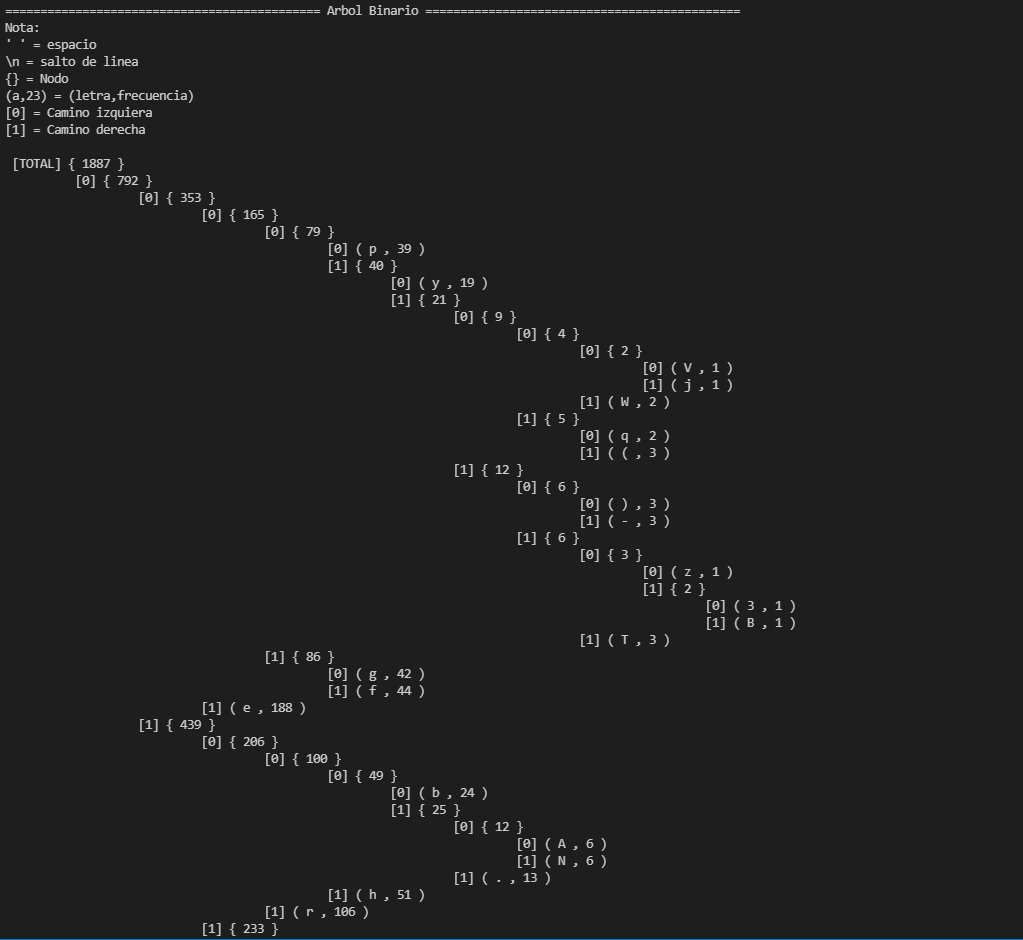 ============================================= Arbol Binario =============================================
Nota:
' ' = espacio
\n = salto de linea
{} = Nodo
(a,23) = (letra,frecuencia)
[0] = Camino izquiera
[1] = Camino derecha
[TOTAL] { 1887 }
[0] { 792 }
[0] { 353 }
[0] { 165 }
[0] { 79 }
[0] ( p , 39 )
[1] { 40 }
[0] ( y , 19 )
[1] { 21 }
[0] { 9 }
[0] { 4 }
[0] { 2 }
[0] ( V , 1 )
[1] ( j , 1 )
[1] ( W , 2 )
[1] { 5 }
[0] ( q , 2 )
[1] ( ( , 3 )
[1] { 12 }
[0] { 6 }
[0] ( ) , 3 )
[1] ( - , 3 )
[1] { 6 }
[0] { 3 }
[0] ( z , 1 )
[1] { 2 }
[0] ( 3 , 1 )
[1] ( B , 1 )
[1] ( T , 3 )
[1] { 86 }
[0] ( g , 42 )
[1] ( f , 44 )
[1] ( e , 188 )
[1] { 439 }
[0] { 206 }
[0] { 100 }
[0] { 49 }
[0] ( b , 24 )
[1] { 25 }
[0] { 12 }
[0] ( A , 6 )
[1] ( N , 6 )
[1] ( . , 13 )
[1] ( h , 51 )
[1] ( r , 106 )
[1] { 233 }